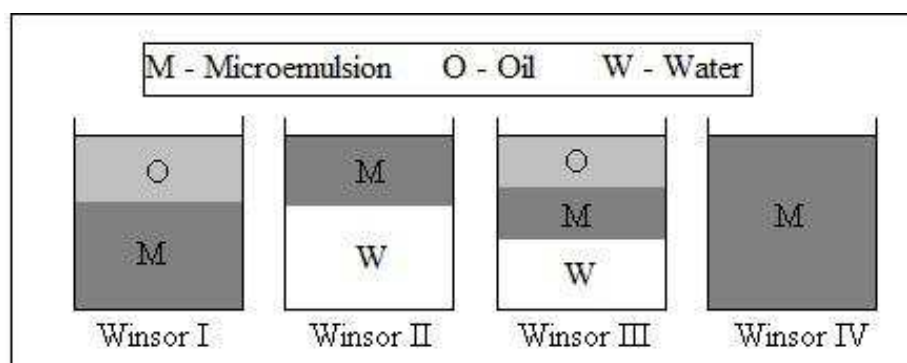 M - Microemulsion O - Oil W - Water
O M
M W
O M W
M
Winsor I Winsor II Winsor III Winsor IV